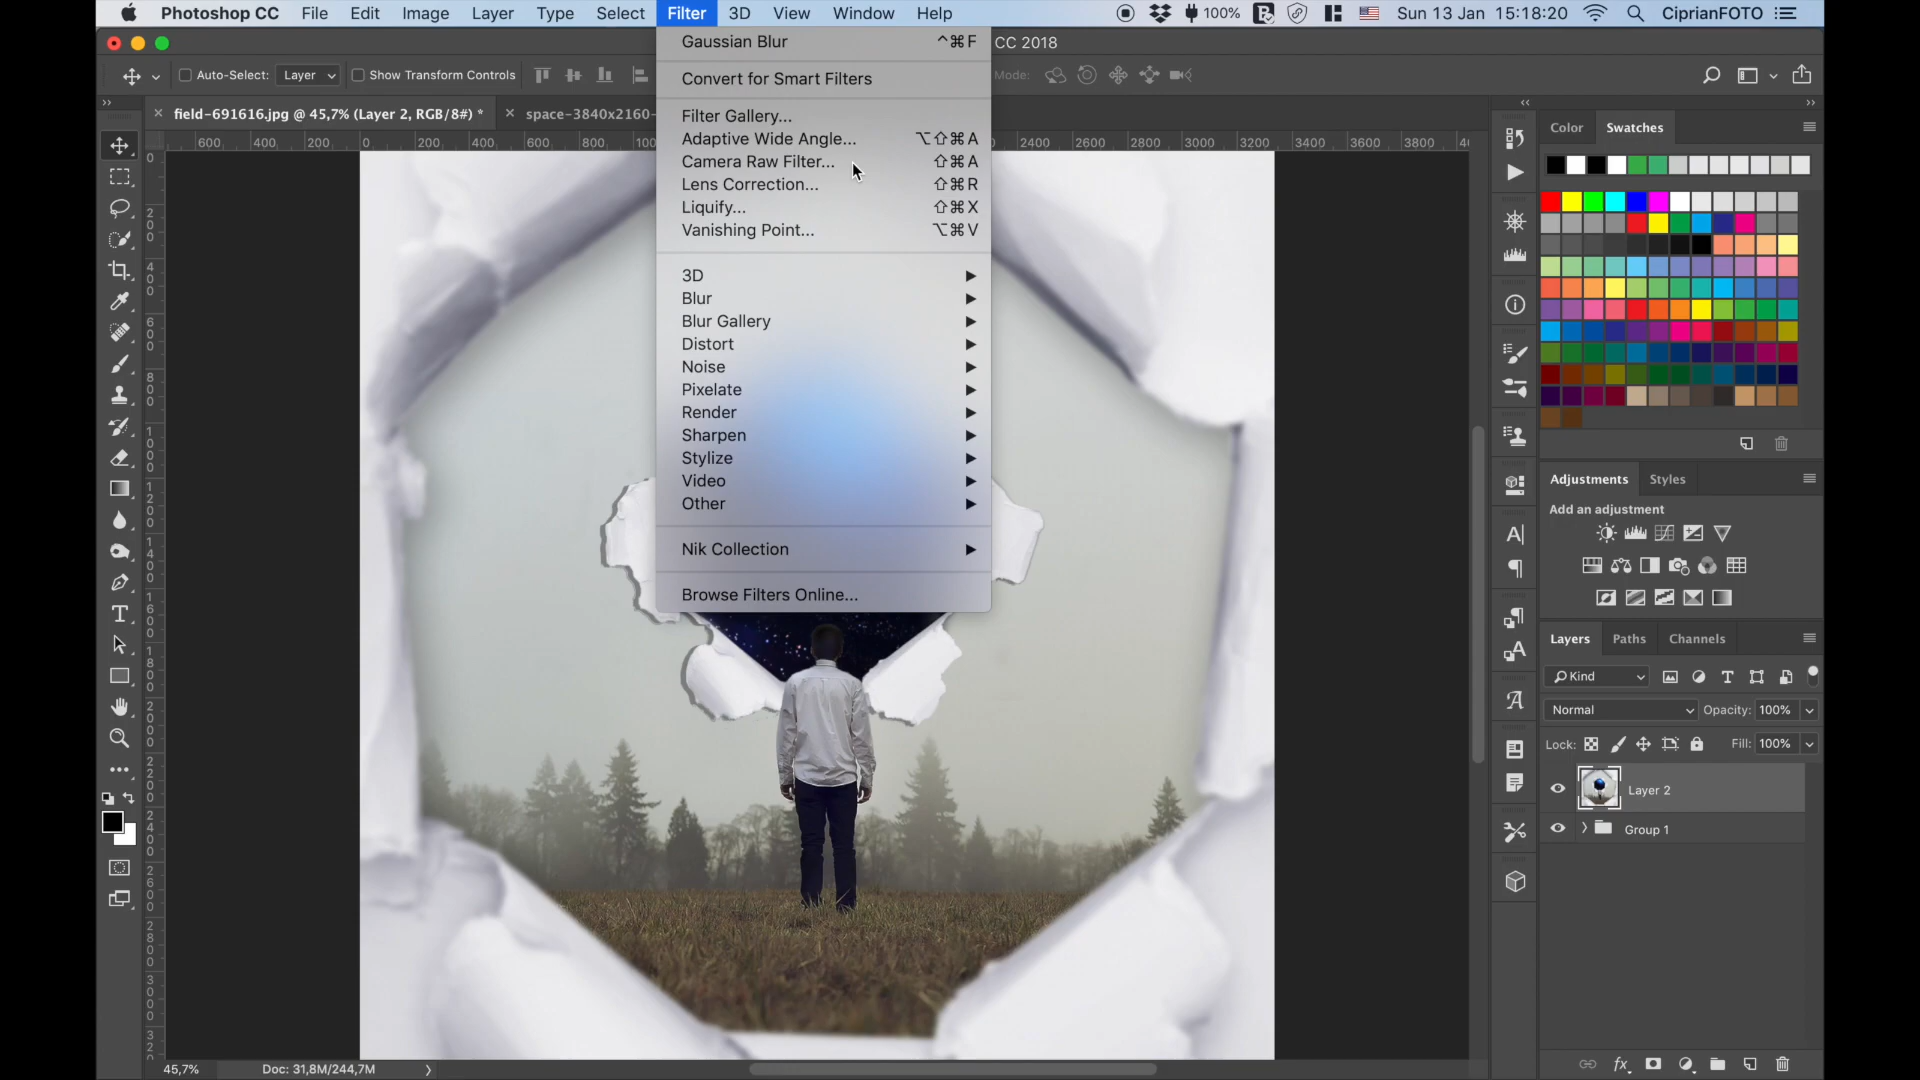 Photoshop CC File Edit Image Layer Type Select Filter 3D View Window Help 100% Sun 13 Jan 15:18:20 CiprianFOTO
CC 2018
Auto-Select: Layer Show Transform Controls Mode:
field-691616.jpg @ 45,7% (Layer 2, RGB/8#) * space-3840x2160-
600 400 200 0 200 400 600 800 100 2400 2600 2800 3000 3200 3400 3600 3800
Gaussian Blur ^⌘F
Convert for Smart Filters
Filter Gallery...
Adaptive Wide Angle... ⌥⇧⌘A
Camera Raw Filter... ⇧⌘A
Lens Correction... ⇧⌘R
Liquify... ⇧⌘X
Vanishing Point... ⌥⌘V
3D
Blur
Blur Gallery
Distort
Noise
Pixelate
Render
Sharpen
Stylize
Video
Other
Nik Collection
Browse Filters Online...
Color Swatches
Adjustments Styles
Add an adjustment
Layers Paths Channels
Kind
Normal Opacity: 100%
Lock: Fill: 100%
Layer 2
Group 1
fx
45,7% Doc: 31,8M/244,7M